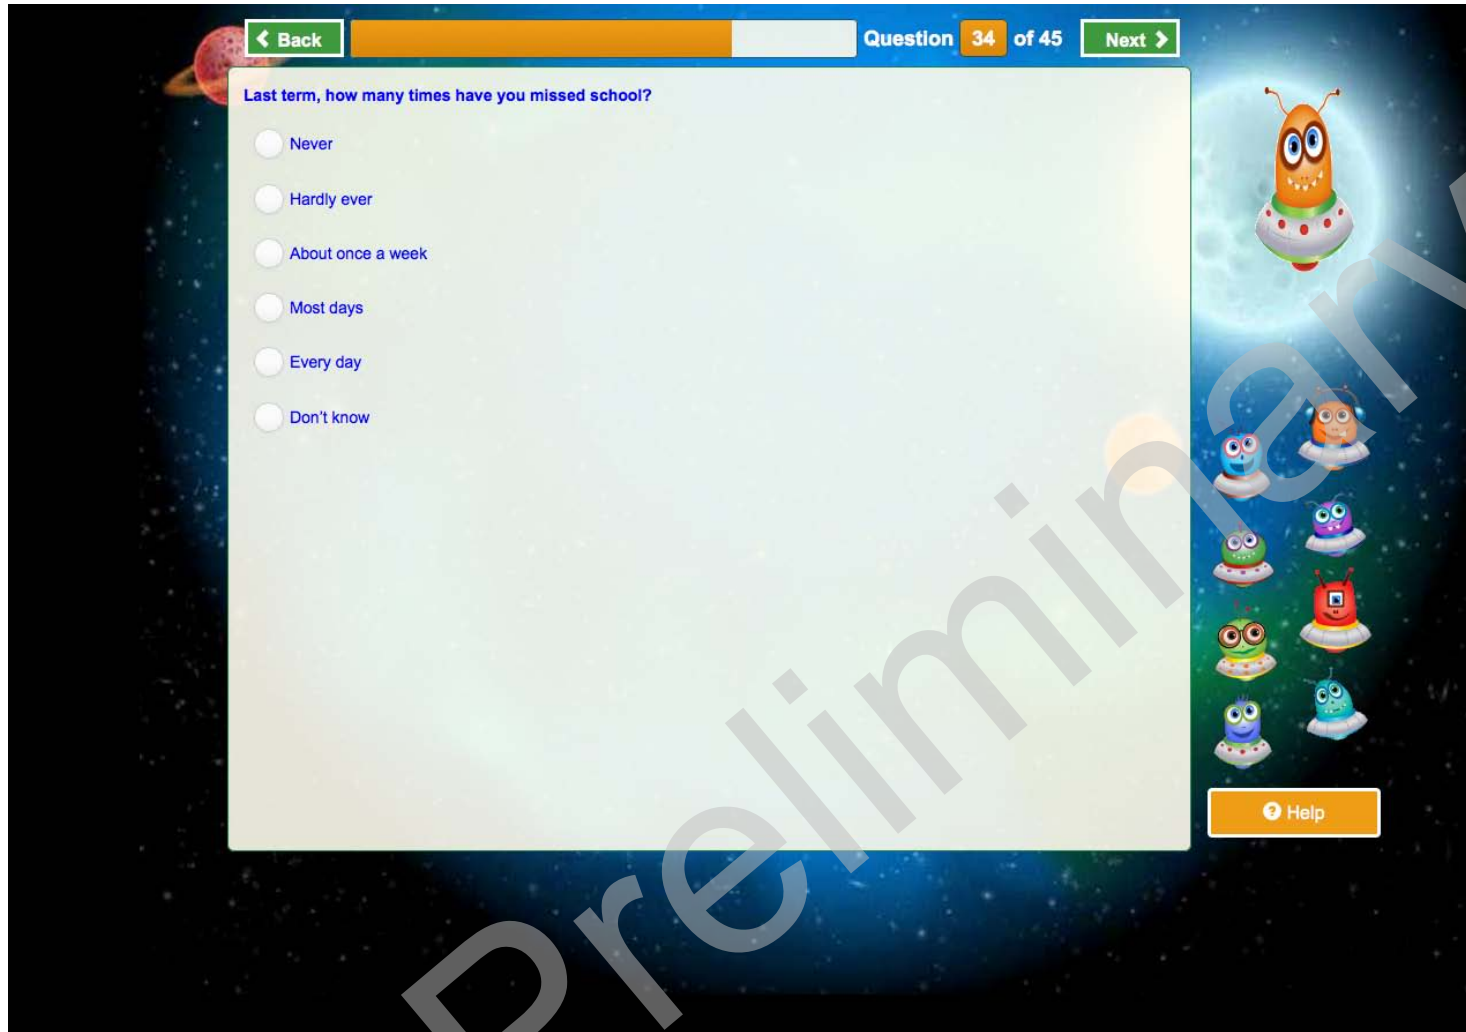 Back
Question 34 of 45
Next
Last term, how many times have you missed school?
Never
Hardly ever
About once a week
Most days
Every day
Don't know
? Help
Preliminary